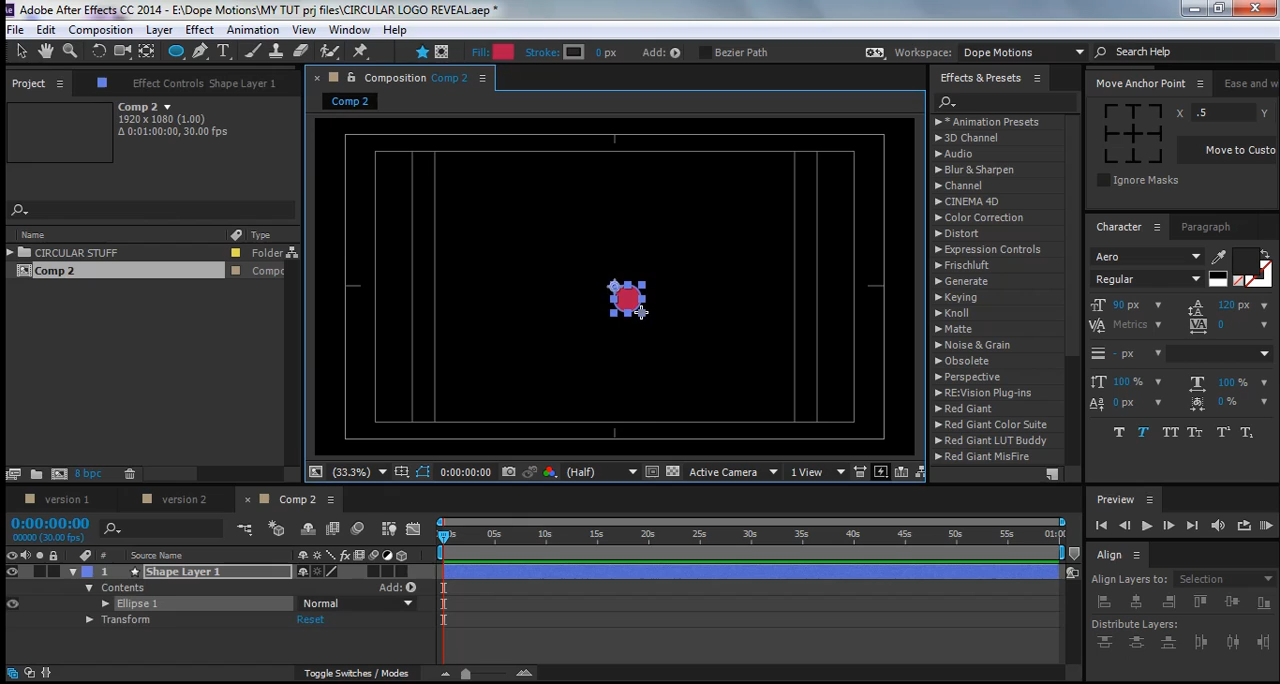 Adobe After Effects CC 2014 - E:\Dope Motions\MY TUT prj files\CIRCULAR LOGO REVEAL.aep *
File Edit Composition Layer Effect Animation View Window Help
Fill: Stroke: 0 px Add: Bezier Path Workspace: Dope Motions Search Help
Project Effect Controls Shape Layer 1 Composition Comp 2 Effects & Presets Move Anchor Point Ease and w
Comp 2
1920 x 1080 (1.00)
Δ 0:01:00:00, 30.00 fps
Comp 2
X .5 Y
Move to Custo
Ignore Masks
Name Type
CIRCULAR STUFF Folder
Comp 2 Compo
8 bpc
* Animation Presets
3D Channel
Audio
Blur & Sharpen
Channel
CINEMA 4D
Color Correction
Distort
Expression Controls
Frischluft
Generate
Keying
Knoll
Matte
Noise & Grain
Obsolete
Perspective
RE:Vision Plug-ins
Red Giant
Red Giant Color Suite
Red Giant LUT Buddy
Red Giant MisFire
Character Paragraph
Aero
Regular
90 px 120 px
Metrics 0
- px
100 % 100 %
0 px 0 %
T T TT Tt T¹ T₁
(33.3%) 0:00:00:00 (Half) Active Camera 1 View
version 1 version 2 Comp 2
0:00:00:00
00000 (30.00 fps)
# Source Name
1 Shape Layer 1
Contents Add:
Ellipse 1 Normal
Transform Reset
Toggle Switches / Modes
05s 10s 15s 20s 25s 30s 35s 40s 45s 50s 55s 01:00
Preview
Align
Align Layers to: Selection
Distribute Layers: